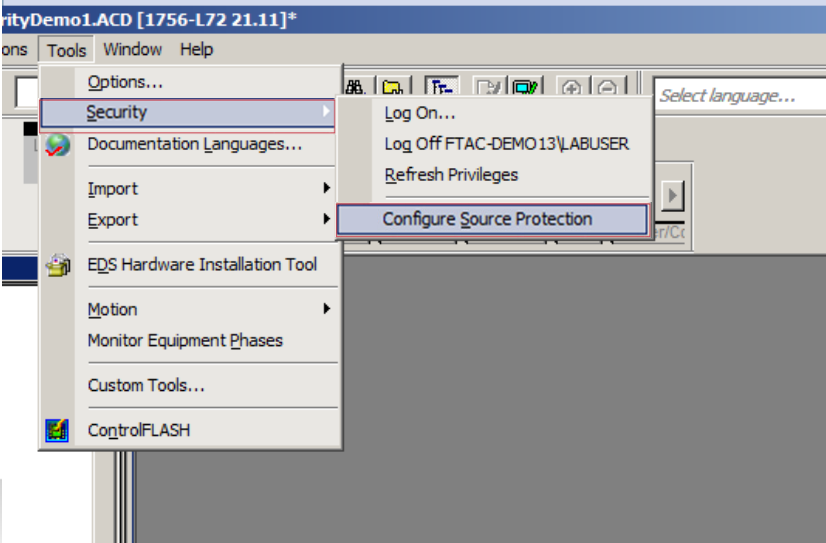 rityDemo1.ACD [1756-L72 21.11]*
ons Tools Window Help
Options...
Select language...
Security
Log On...
Documentation Languages...
Log Off FTAC-DEMO13\LABUSER
Refresh Privileges
Import
Export
Configure Source Protection
er/Co
EDS Hardware Installation Tool
Motion
Monitor Equipment Phases
Custom Tools...
ControlFLASH